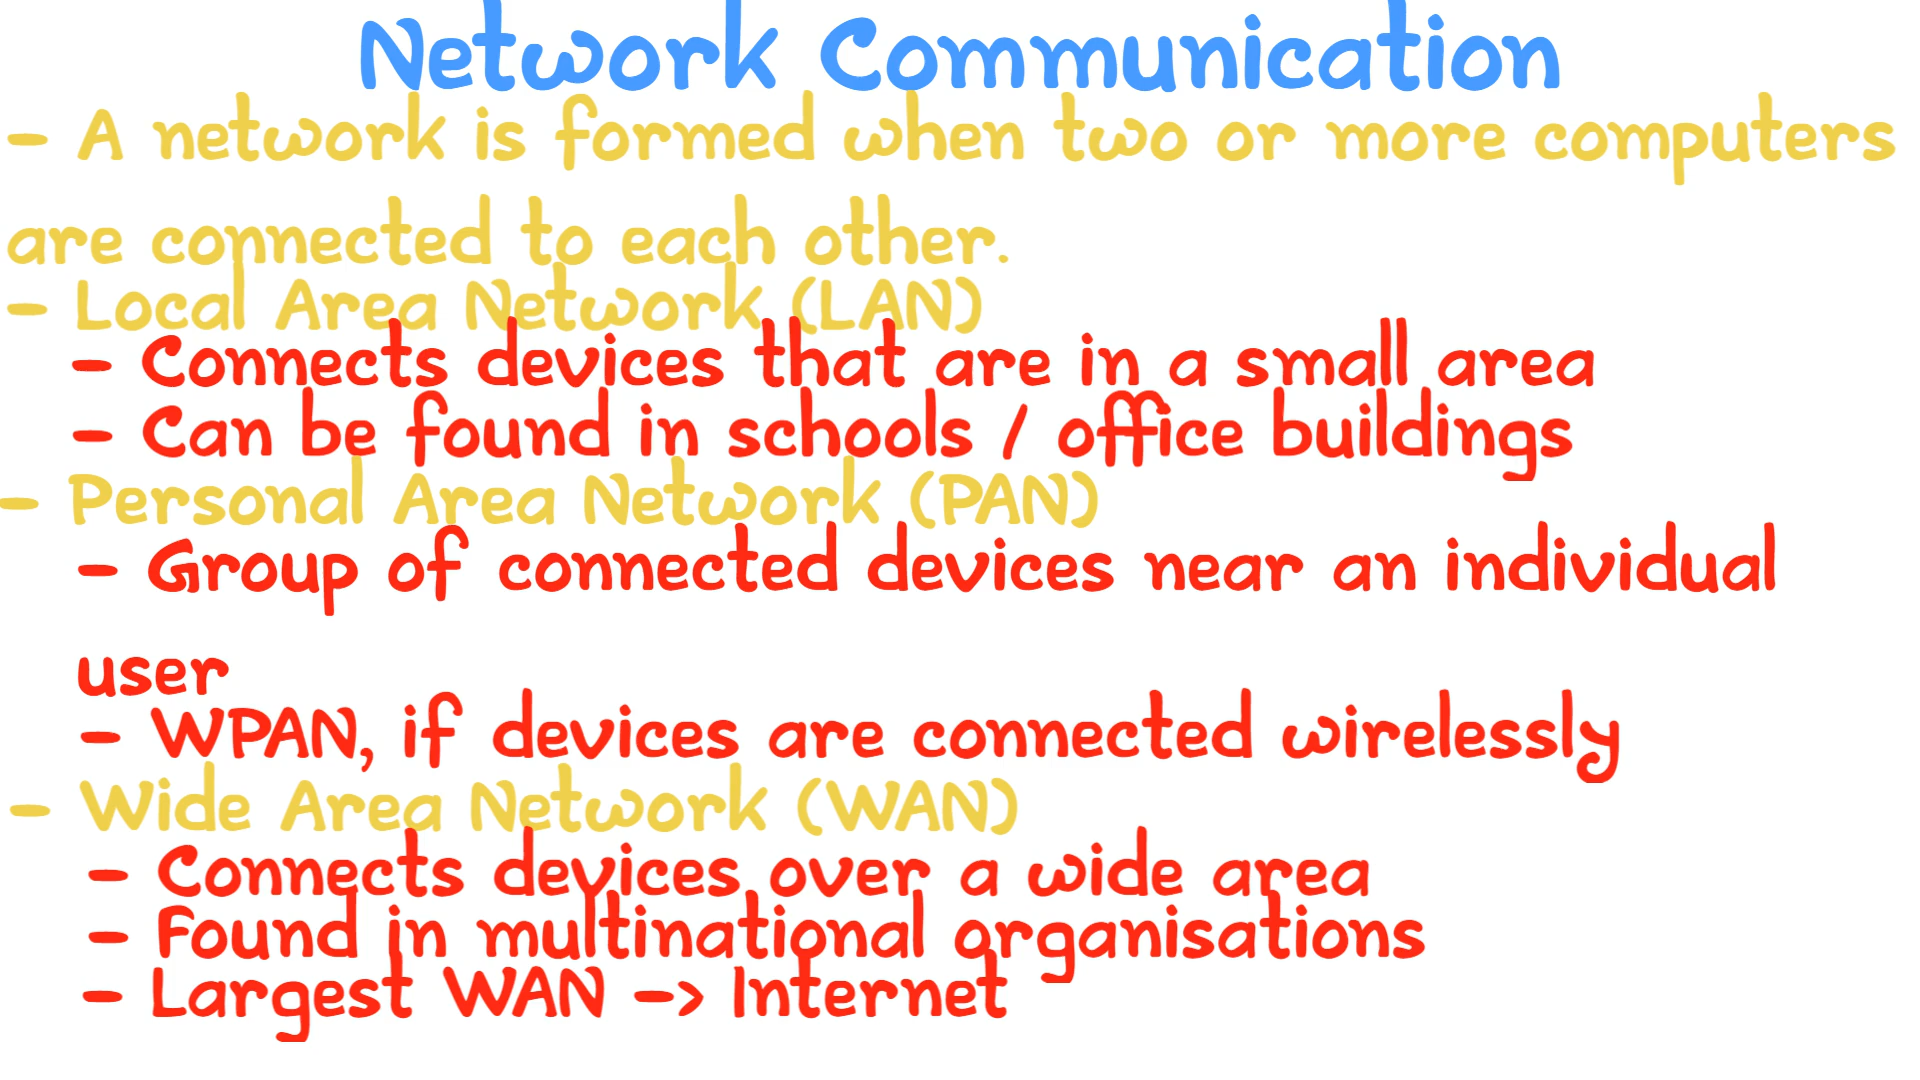 Network Communication
- A network is formed when two or more computers
are connected to each other.
- Local Area Network (LAN)
- Connects devices that are in a small area
- Can be found in schools / office buildings
- Personal Area Network (PAN)
- Group of connected devices near an individual
user
- WPAN, if devices are connected wirelessly
- Wide Area Network (WAN)
- Connects devices over a wide area
- Found in multinational organisations
- Largest WAN -> Internet